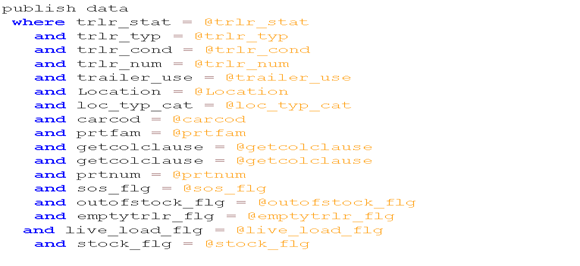 publish data
where trlr_stat = @trlr_stat
and trlr_typ = @trlr_typ
and trlr_cond = @trlr_cond
and trlr_num = @trlr_num
and trailer_use = @trailer_use
and Location = @Location
and loc_typ_cat = @loc_typ_cat
and carcod = @carcod
and prtfam = @prtfam
and getcolclause = @getcolclause
and getcolclause = @getcolclause
and prtnum = @prtnum
and sos_flg = @sos_flg
and outofstock_flg = @outofstock_flg
and emptytrlr_flg = @emptytrlr_flg
and live_load_flg = @live_load_flg
and stock_flg = @stock_flg